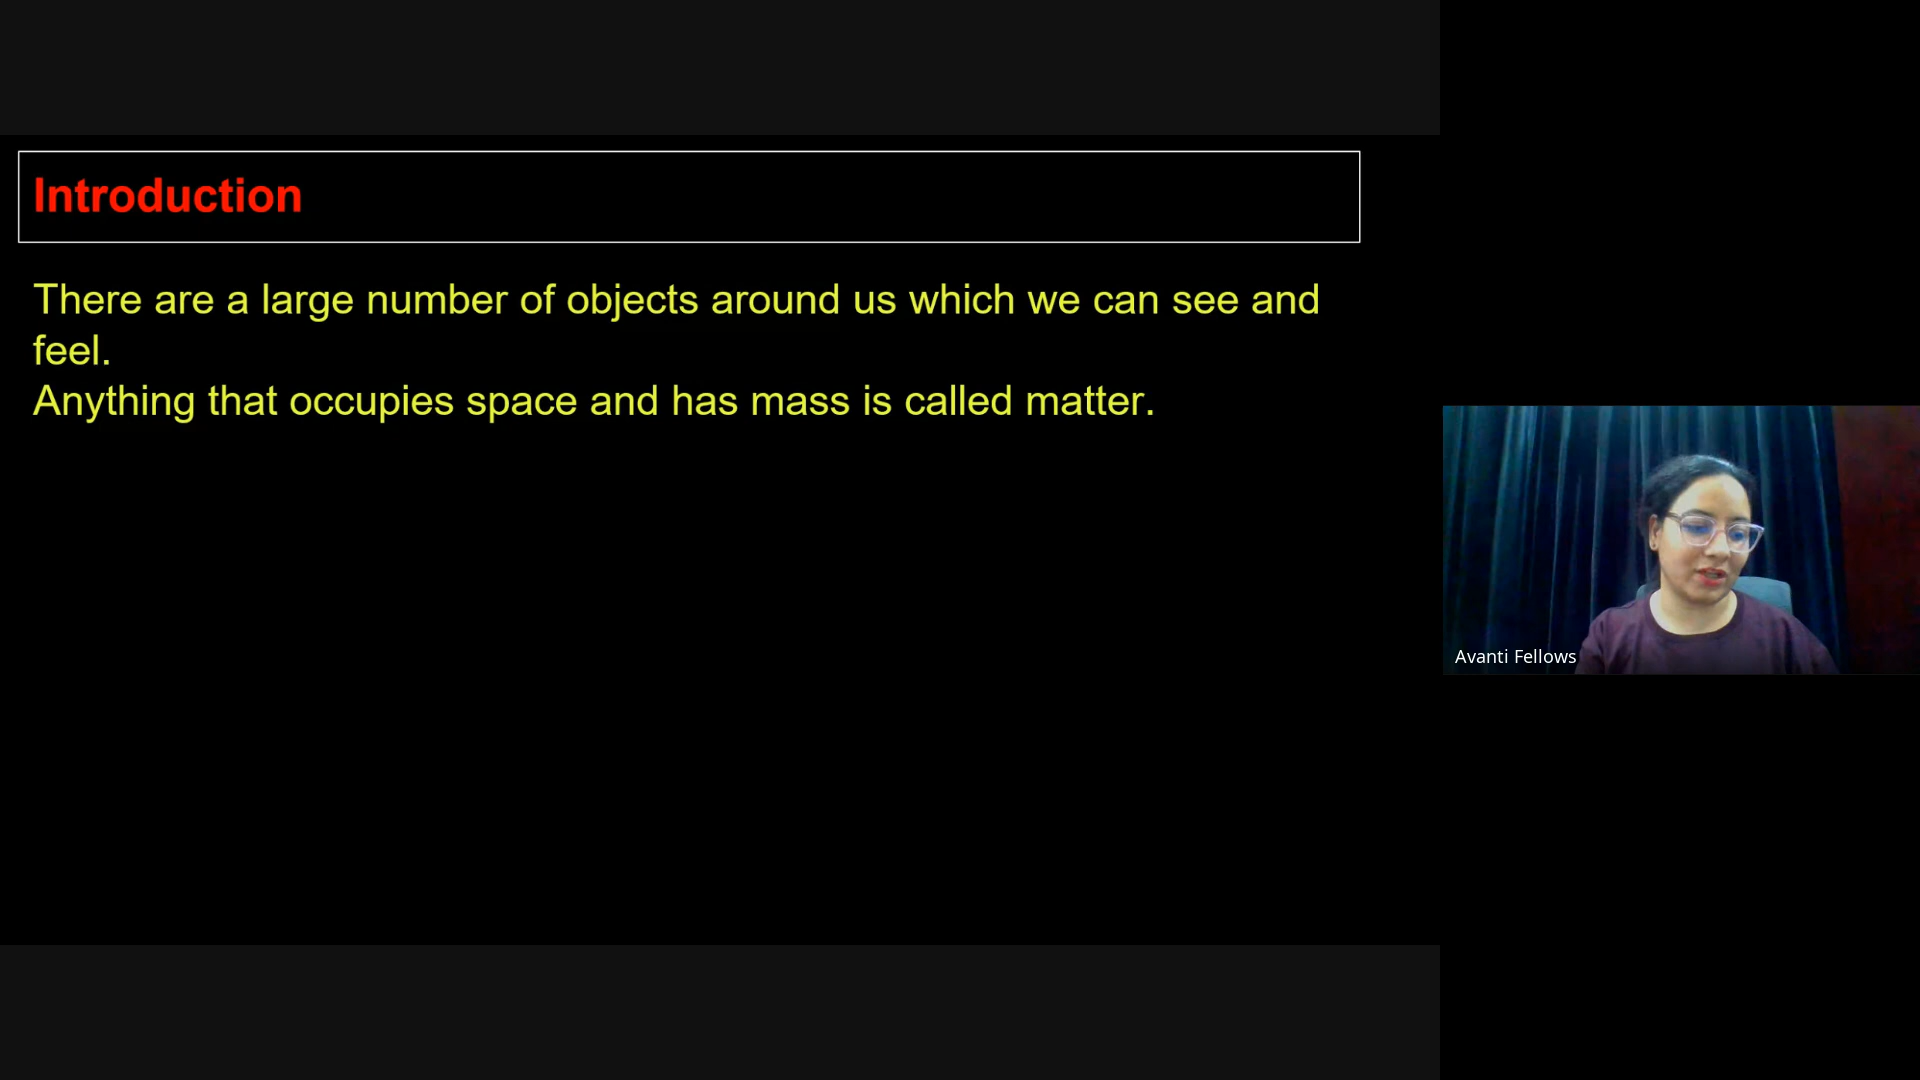 Introduction
There are a large number of objects around us which we can see and
feel.
Anything that occupies space and has mass is called matter.
Avanti Fellows